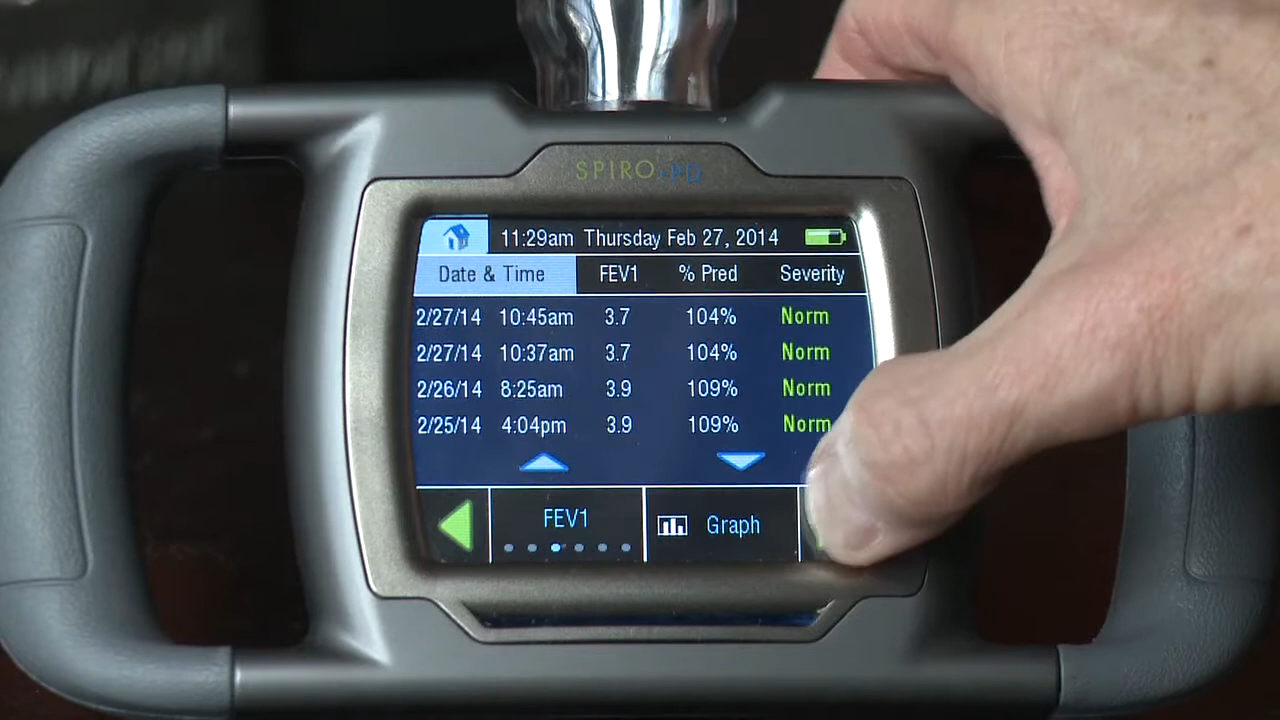 SPIRO-PD
11:29am Thursday Feb 27, 2014
Date & Time FEV1 % Pred Severity
2/27/14 10:45am 3.7 104% Norm
2/27/14 10:37am 3.7 104% Norm
2/26/14 8:25am 3.9 109% Norm
2/25/14 4:04pm 3.9 109% Norm
FEV1 Graph